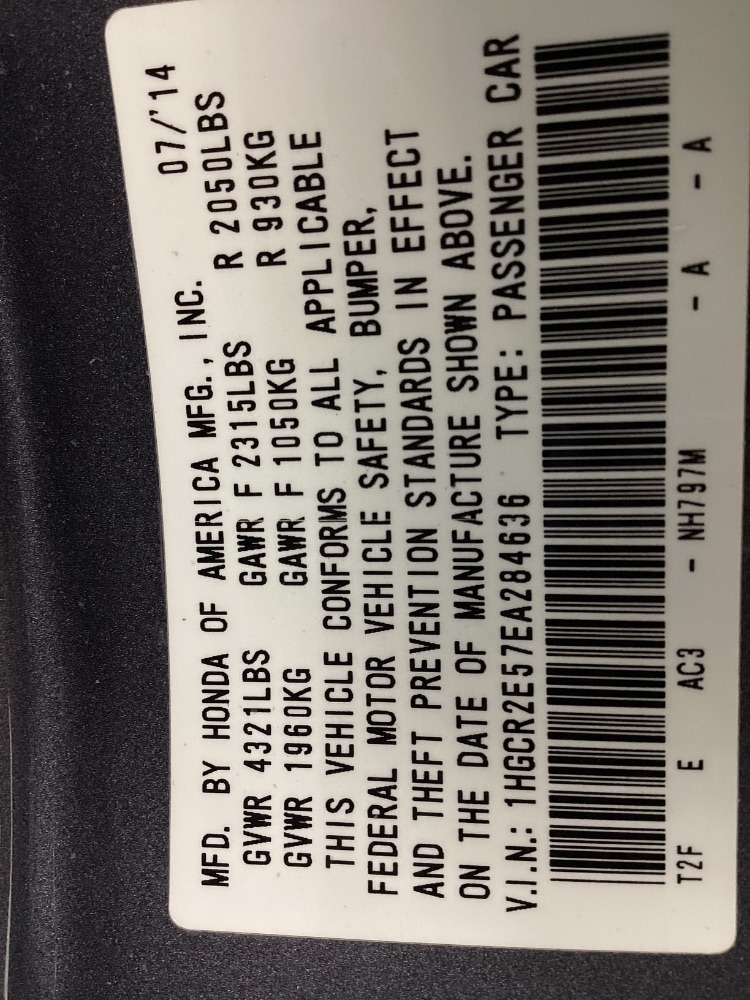 MFD. BY HONDA OF AMERICA MFG., INC. 07/'14
GVWR 4321LBS GAWR F 2315LBS R 2050LBS
GVWR 1960KG GAWR F 1050KG R 930KG
THIS VEHICLE CONFORMS TO ALL APPLICABLE
FEDERAL MOTOR VEHICLE SAFETY, BUMPER,
AND THEFT PREVENTION STANDARDS IN EFFECT
ON THE DATE OF MANUFACTURE SHOWN ABOVE.
V.I.N.: 1HGCR2E57EA284636 TYPE: PASSENGER CAR
T2F E AC3 - NH797M - A - A